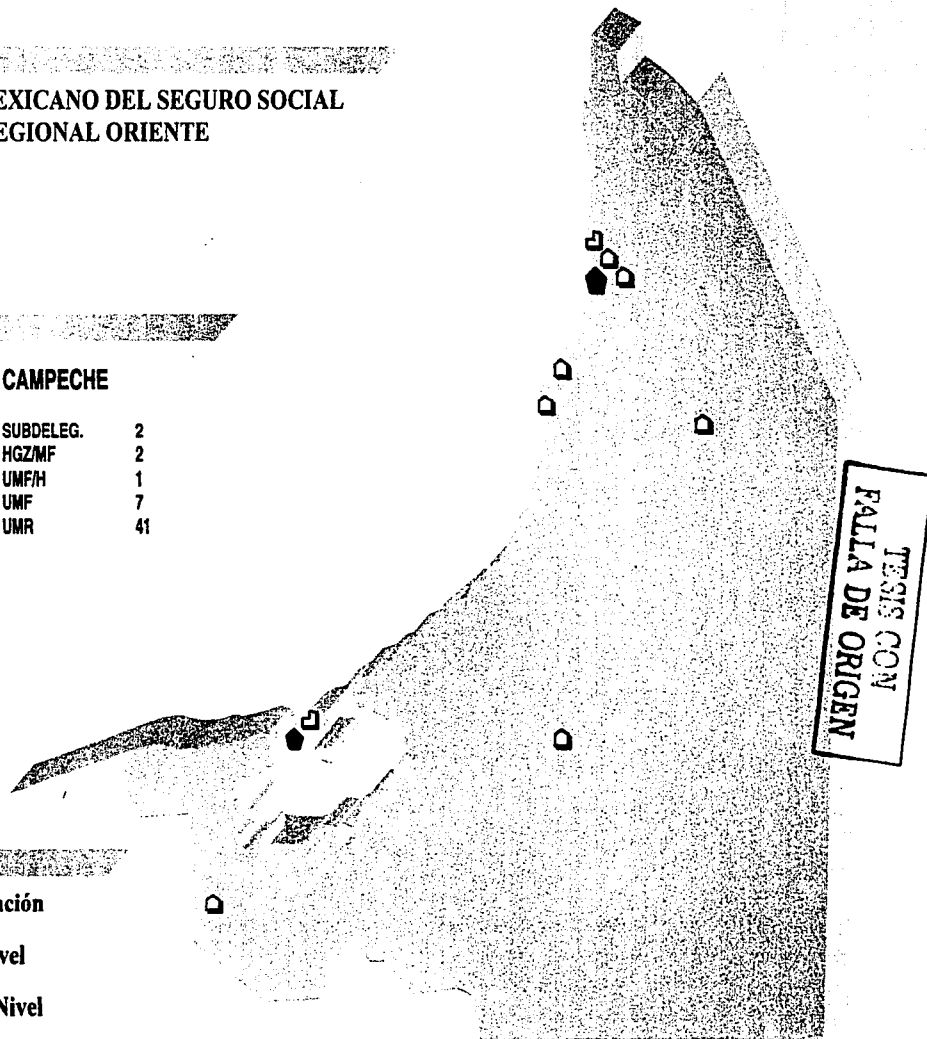 EXICANO DEL SEGURO SOCIAL
EGIONAL ORIENTE
CAMPECHE
SUBDELEG. 2
HGZ/MF 2
UMF/H 1
UMF 7
UMR 41
TESIS CON
FALLA DE ORIGEN
ación
vel
Nivel